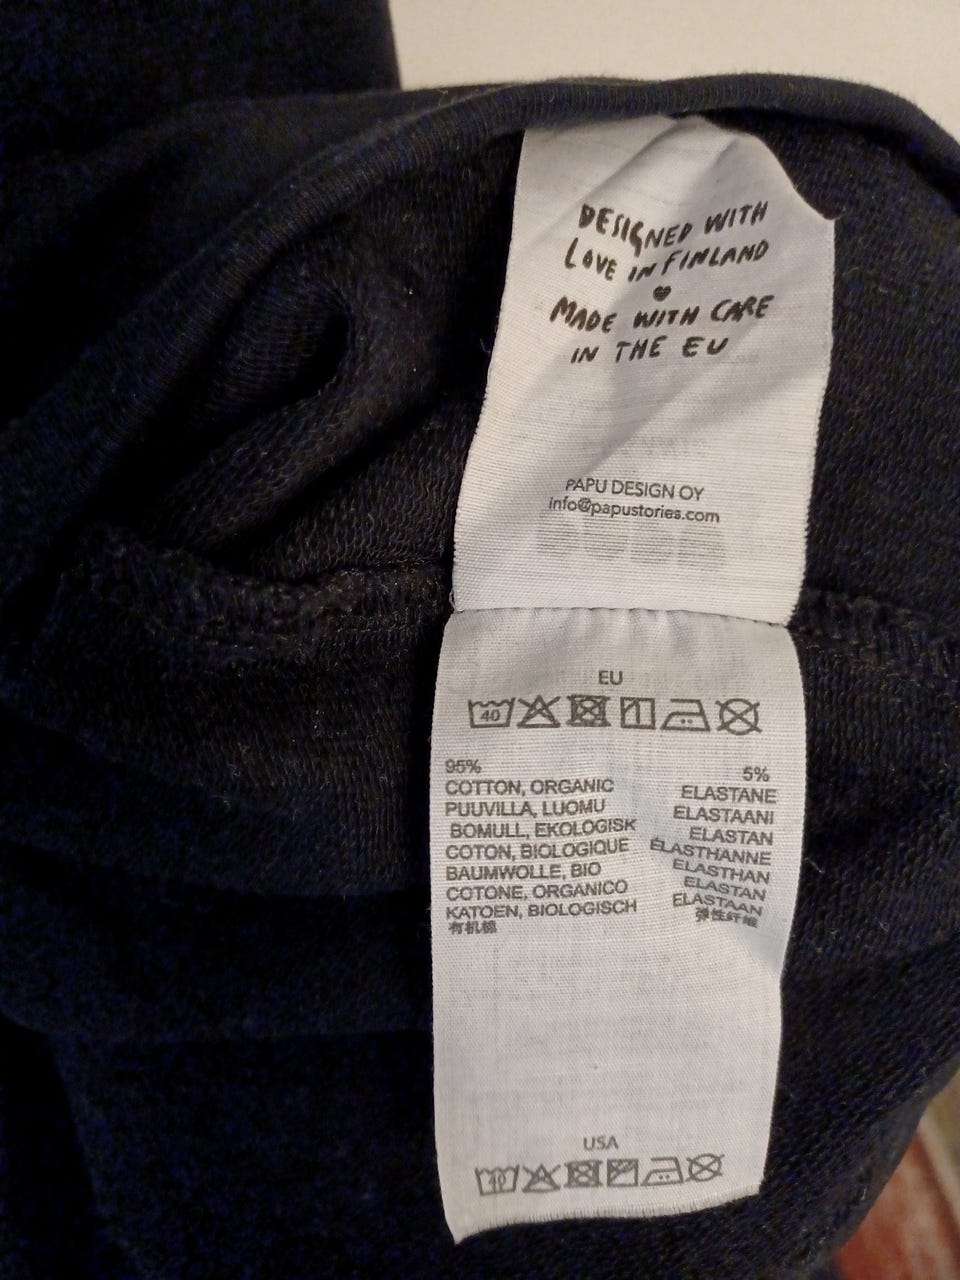 DESIGNED WITH
LOVE IN FINLAND
MADE WITH CARE
IN THE EU
PAPU DESIGN OY
info@papustories.com
EU
40
95%
COTTON, ORGANIC
PUUVILLA, LUOMU
BOMULL, EKOLOGISK
COTON, BIOLOGIQUE
BAUMWOLLE, BIO
COTONE, ORGANICO
KATOEN, BIOLOGISCH
有机棉
5%
ELASTANE
ELASTAANI
ELASTAN
ÉLASTHANNE
ELASTHAN
ELASTAN
ELASTAAN
弹性纤维
USA
40